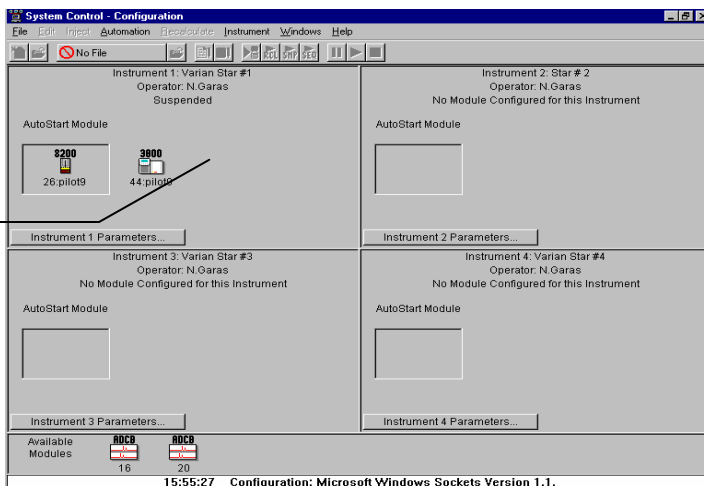 System Control - Configuration
File Edit Inject Automation Recalculate Instrument Windows Help
No File RCL SMP SEQ
Instrument 1: Varian Star #1
Operator: N.Garas
Suspended
AutoStart Module
8200 3800
26:pilot9 44:pilot9
Instrument 1 Parameters...
Instrument 2: Star # 2
Operator: N.Garas
No Module Configured for this Instrument
AutoStart Module
Instrument 2 Parameters...
Instrument 3: Varian Star #3
Operator: N.Garas
No Module Configured for this Instrument
AutoStart Module
Instrument 3 Parameters...
Instrument 4: Varian Star #4
Operator: N.Garas
No Module Configured for this Instrument
AutoStart Module
Instrument 4 Parameters...
Available Modules
ADCB ADCB
16 20
15:55:27 Configuration: Microsoft Windows Sockets Version 1.1.